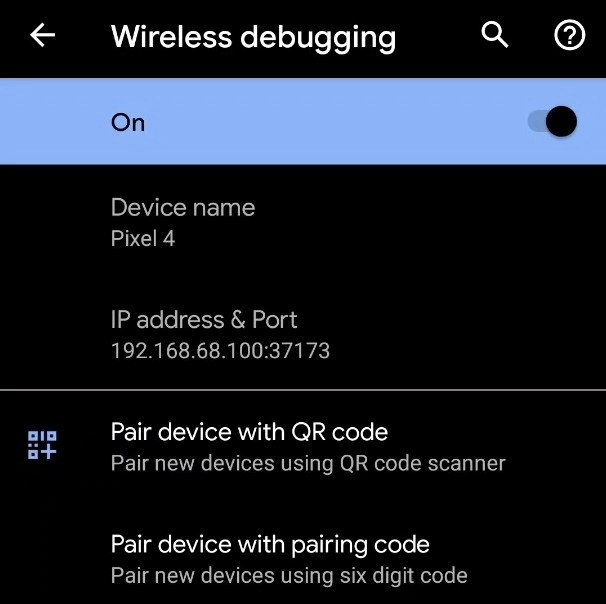 Wireless debugging
On
Device name
Pixel 4
IP address & Port
192.168.68.100:37173
Pair device with QR code
Pair new devices using QR code scanner
Pair device with pairing code
Pair new devices using six digit code